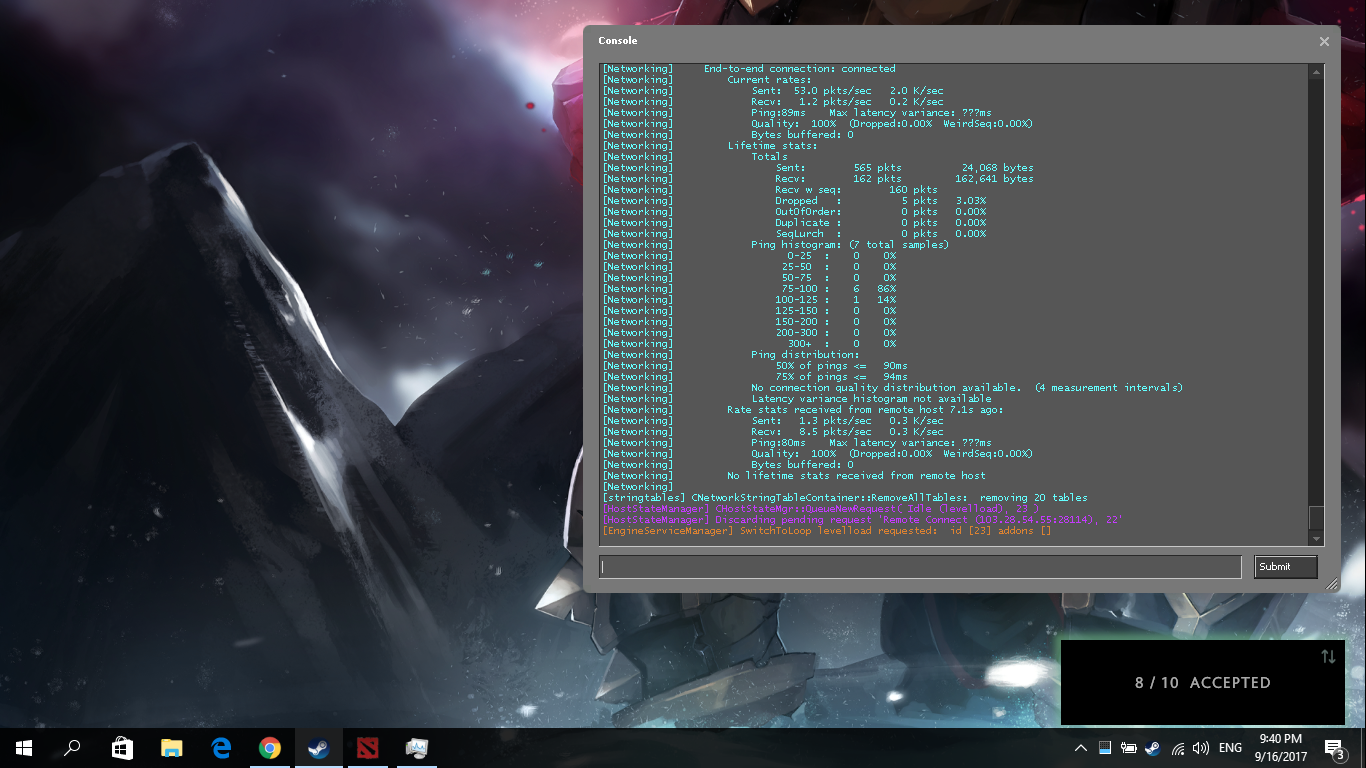 Console
[Networking] End-to-end connection: connected
[Networking] Current rates:
[Networking] Sent: 53.0 pkts/sec 2.0 K/sec
[Networking] Recv: 1.2 pkts/sec 0.2 K/sec
[Networking] Ping:89ms Max latency variance: ???ms
[Networking] Quality: 100% (Dropped:0.00% WeirdSeq:0.00%)
[Networking] Bytes buffered: 0
[Networking] Lifetime stats:
[Networking] Totals
[Networking] Sent: 565 pkts 24,068 bytes
[Networking] Recv: 162 pkts 162,641 bytes
[Networking] Recv w seq: 160 pkts
[Networking] Dropped : 5 pkts 3.03%
[Networking] OutOfOrder: 0 pkts 0.00%
[Networking] Duplicate : 0 pkts 0.00%
[Networking] SeqLurch : 0 pkts 0.00%
[Networking] Ping histogram: (7 total samples)
[Networking] 0-25 : 0 0%
[Networking] 25-50 : 0 0%
[Networking] 50-75 : 0 0%
[Networking] 75-100 : 6 86%
[Networking] 100-125 : 1 14%
[Networking] 125-150 : 0 0%
[Networking] 150-200 : 0 0%
[Networking] 200-300 : 0 0%
[Networking] 300+ : 0 0%
[Networking] Ping distribution:
[Networking] 50% of pings <= 90ms
[Networking] 75% of pings <= 94ms
[Networking] No connection quality distribution available. (4 measurement intervals)
[Networking] Latency variance histogram not available
[Networking] Rate stats received from remote host 7.1s ago:
[Networking] Sent: 1.3 pkts/sec 0.3 K/sec
[Networking] Recv: 8.5 pkts/sec 0.3 K/sec
[Networking] Ping:80ms Max latency variance: ???ms
[Networking] Quality: 100% (Dropped:0.00% WeirdSeq:0.00%)
[Networking] Bytes buffered: 0
[Networking] No lifetime stats received from remote host
[Networking]
[stringtables] CNetworkStringTableContainer::RemoveAllTables: removing 20 tables
[HostStateManager] CHostStateMgr::QueueNewRequest( Idle (levelload), 23 )
[HostStateManager] Discarding pending request 'Remote Connect (103.28.54.55:28114), 22'
[EngineServiceManager] SwitchToLoop levelload requested: id [23] addons []
Submit
8 / 10 ACCEPTED
ENG
9:40 PM
9/16/2017
3